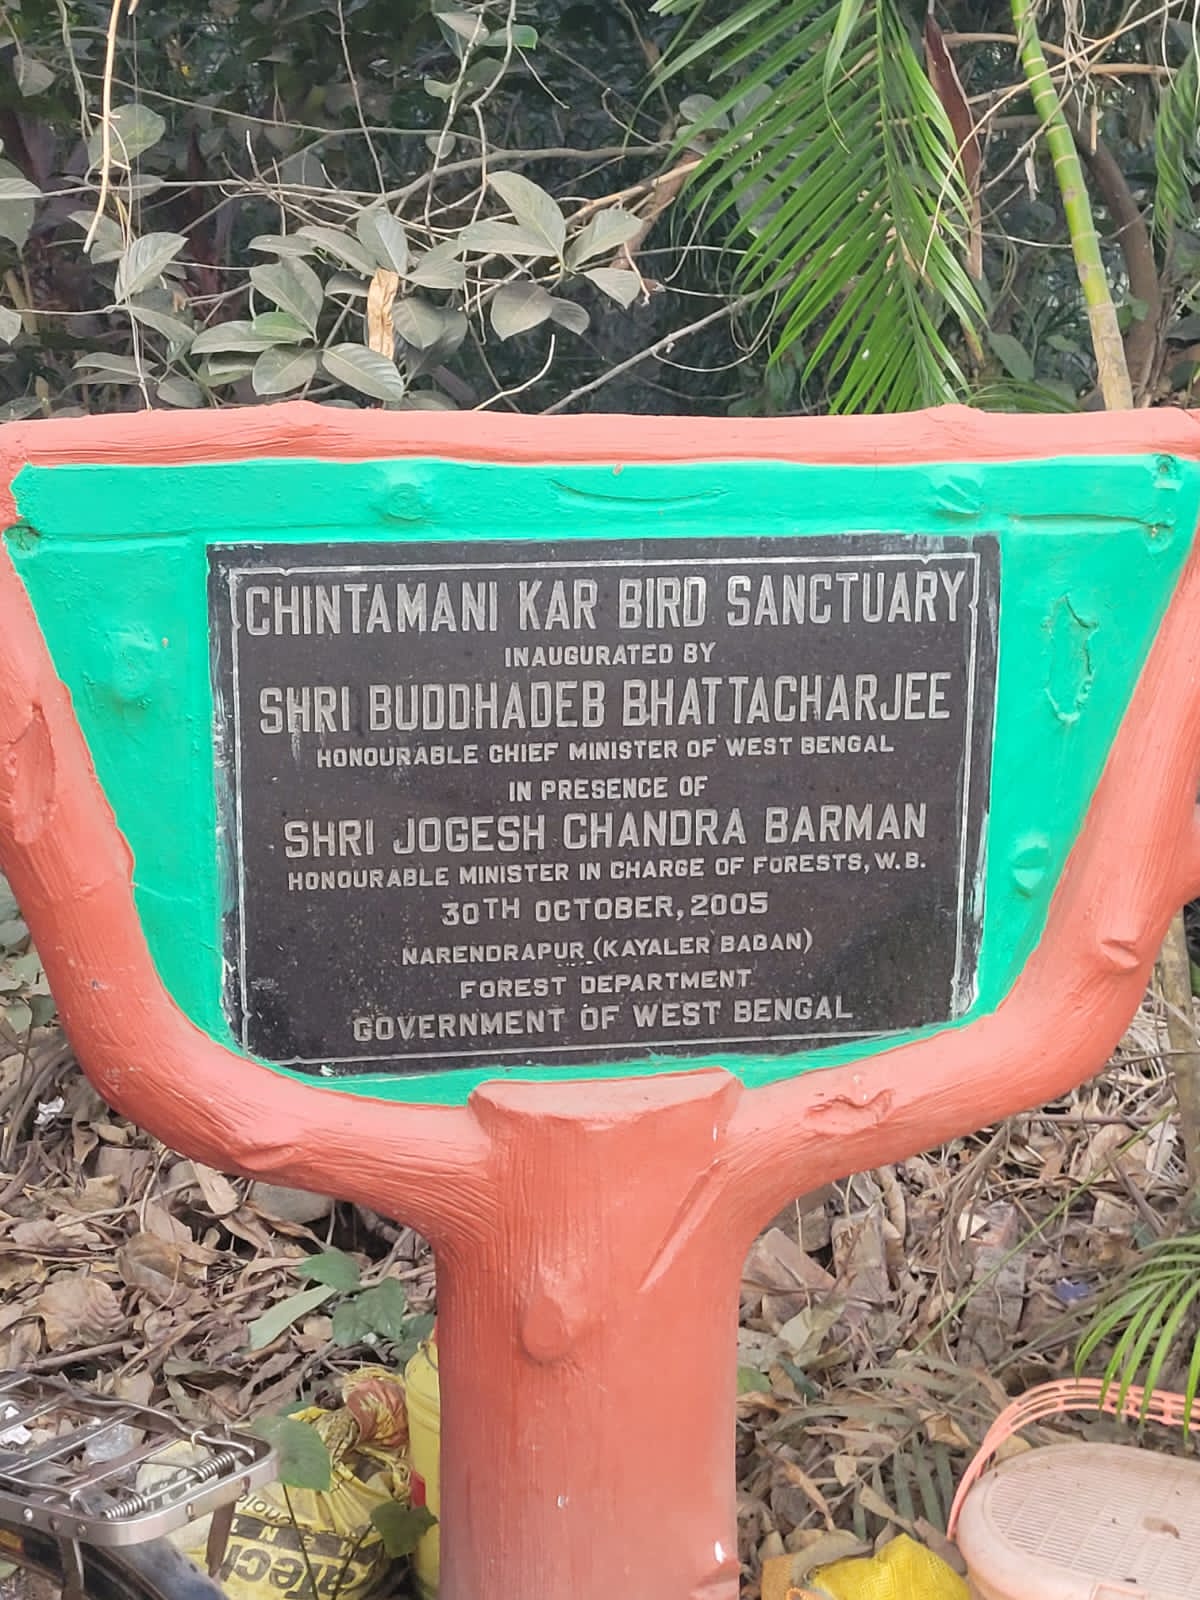 CHINTAMANI KAR BIRD SANCTUARY
INAUGURATED BY
SHRI BUDDHADEB BHATTACHARJEE
HONOURABLE CHIEF MINISTER OF WEST BENGAL
IN PRESENCE OF
SHRI JOGESH CHANDRA BARMAN
HONOURABLE MINISTER IN CHARGE OF FORESTS, W.B.
30TH OCTOBER, 2005
NARENDRAPUR (KAYALER BAGAN)
FOREST DEPARTMENT
GOVERNMENT OF WEST BENGAL